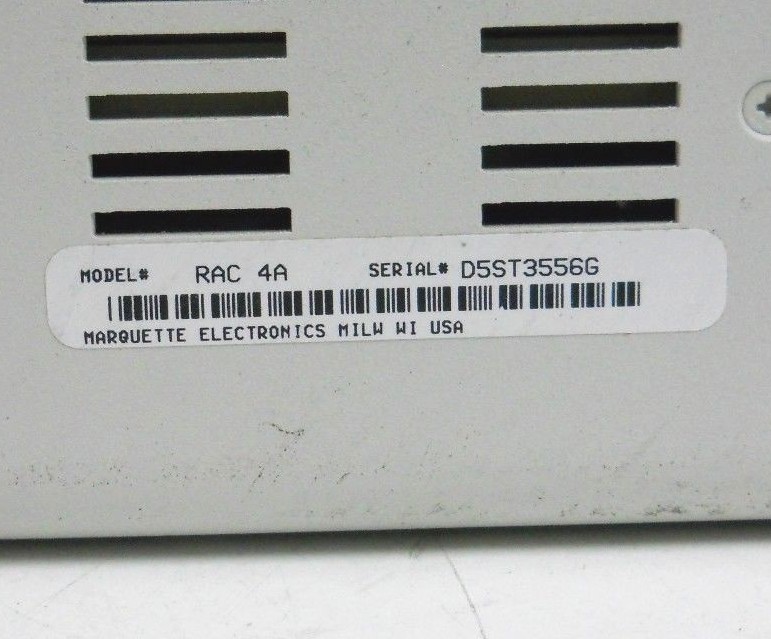 MODEL# RAC 4A SERIAL# D5ST3556G
MARQUETTE ELECTRONICS MILW WI USA